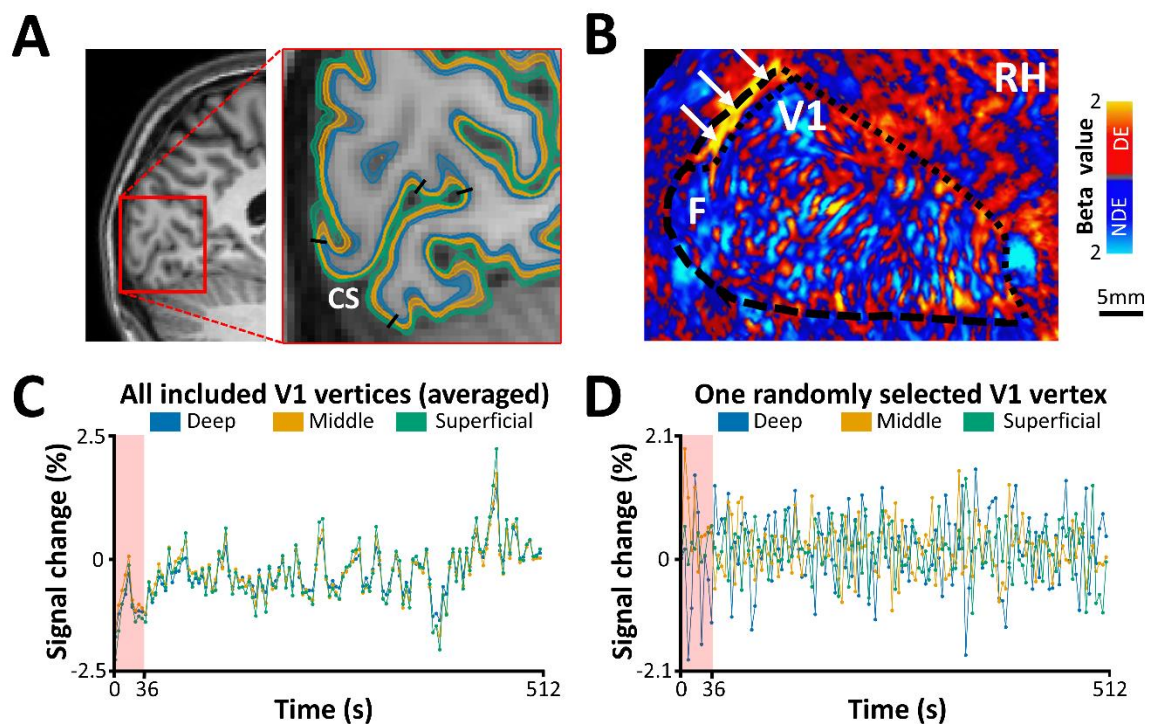 A
CS
B
RH
V1
F
2
DE
NDE
2
Beta value
5mm
C
All included V1 vertices (averaged)
Deep Middle Superficial
2.5
0
-2.5
Signal change (%)
0 36 512
Time (s)
D
One randomly selected V1 vertex
Deep Middle Superficial
2.1
0
-2.1
Signal change (%)
0 36 512
Time (s)